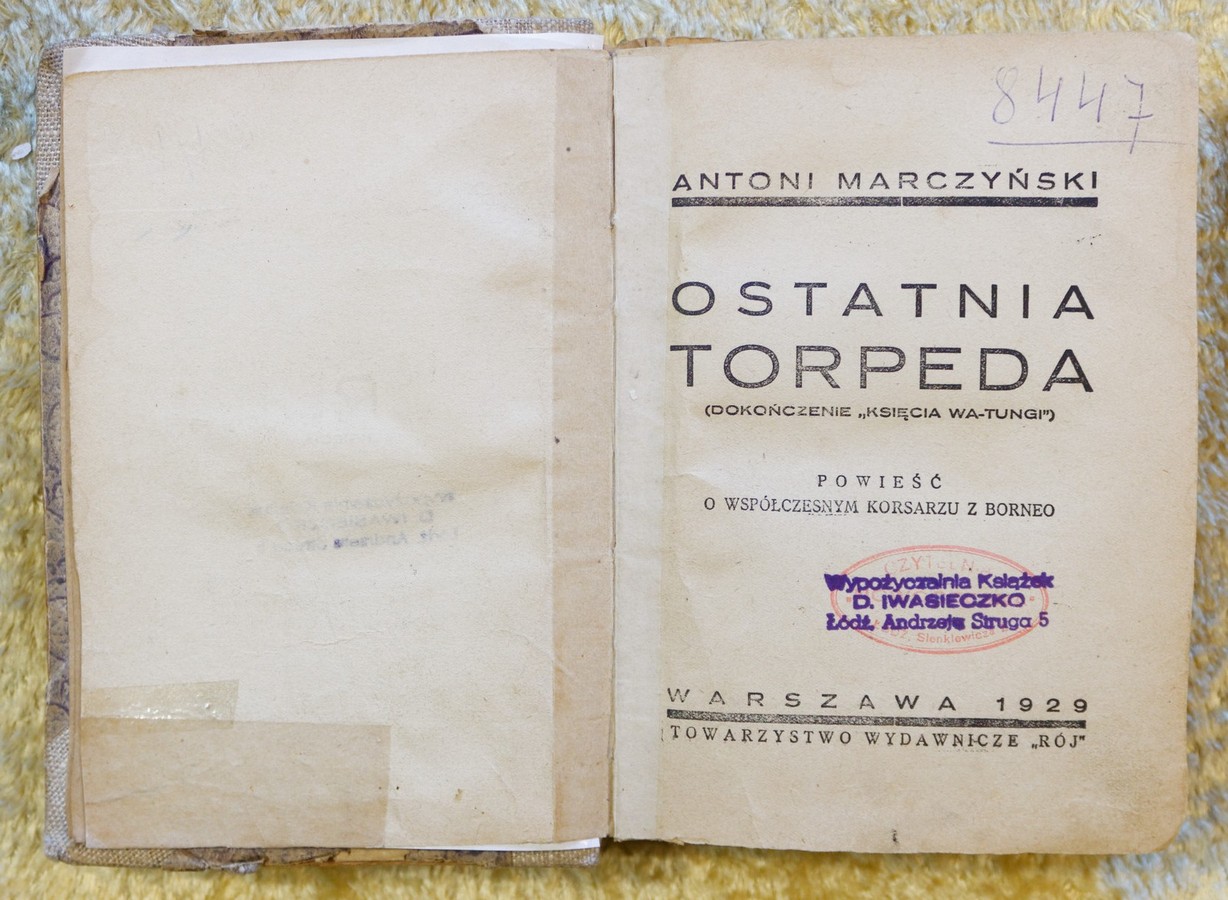 8447
ANTONI MARCZYŃSKI
OSTATNIA
TORPEDA
(DOKOŃCZENIE „KSIĘCIA WA-TUNGI")
POWIEŚĆ
O WSPÓŁCZESNYM KORSARZU Z BORNEO
Wypożyczalnia Książek
D. IWASIECZKO
Łódź, Andrzeja Struga 5
Sienkiewicza
WARSZAWA 1929
TOWARZYSTWO WYDAWNICZE „RÓJ"